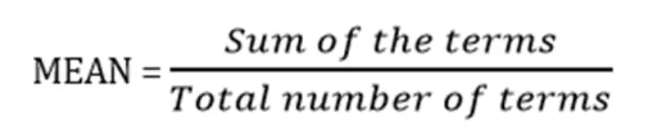 Sum of the terms
MEAN =
Total number of terms